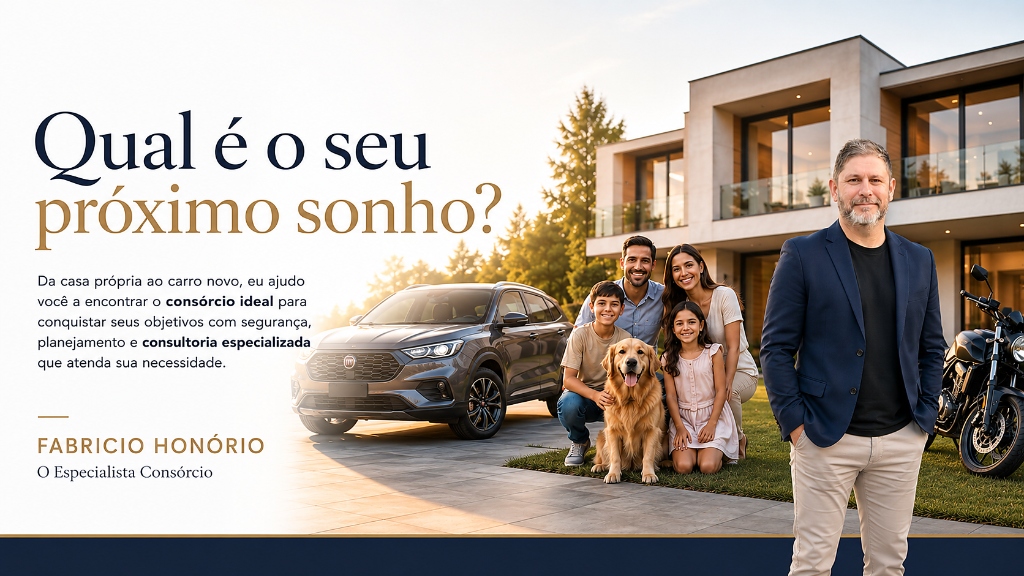 Qual é o seu
próximo sonho?
Da casa própria ao carro novo, eu ajudo
você a encontrar o consórcio ideal para
conquistar seus objetivos com segurança,
planejamento e consultoria especializada
que atenda sua necessidade.
FABRICIO HONÓRIO
O Especialista Consórcio